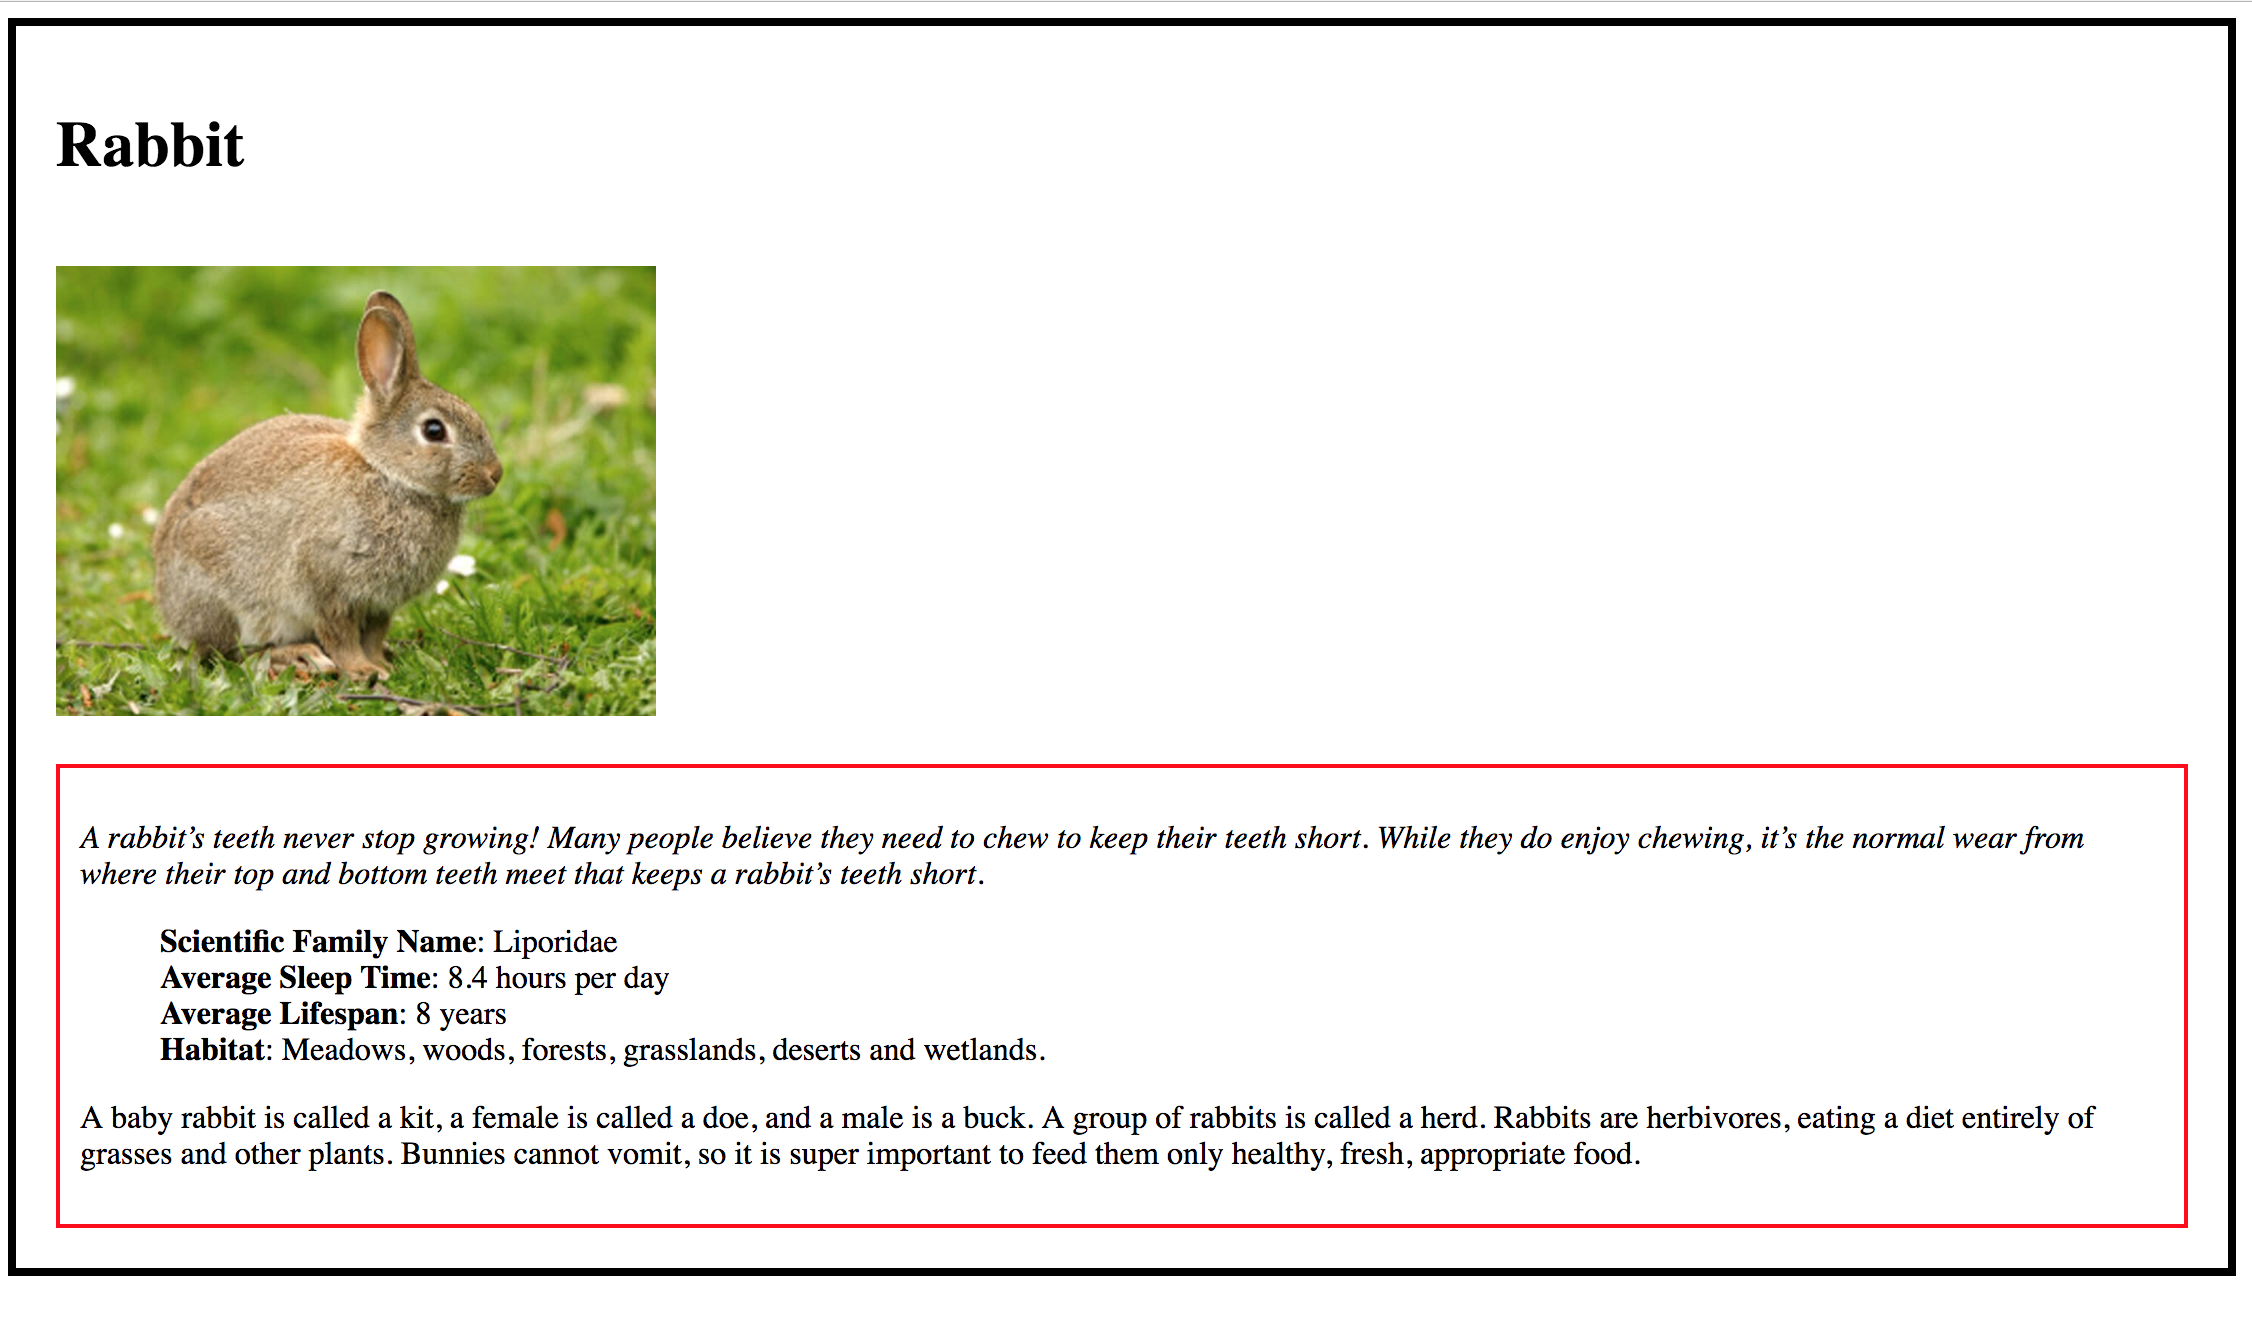 Rabbit
A rabbit’s teeth never stop growing! Many people believe they need to chew to keep their teeth short. While they do enjoy chewing, it’s the normal wear from
where their top and bottom teeth meet that keeps a rabbit’s teeth short.
Scientific Family Name: Liporidae
Average Sleep Time: 8.4 hours per day
Average Lifespan: 8 years
Habitat: Meadows, woods, forests, grasslands, deserts and wetlands.
A baby rabbit is called a kit, a female is called a doe, and a male is a buck. A group of rabbits is called a herd. Rabbits are herbivores, eating a diet entirely of
grasses and other plants. Bunnies cannot vomit, so it is super important to feed them only healthy, fresh, appropriate food.